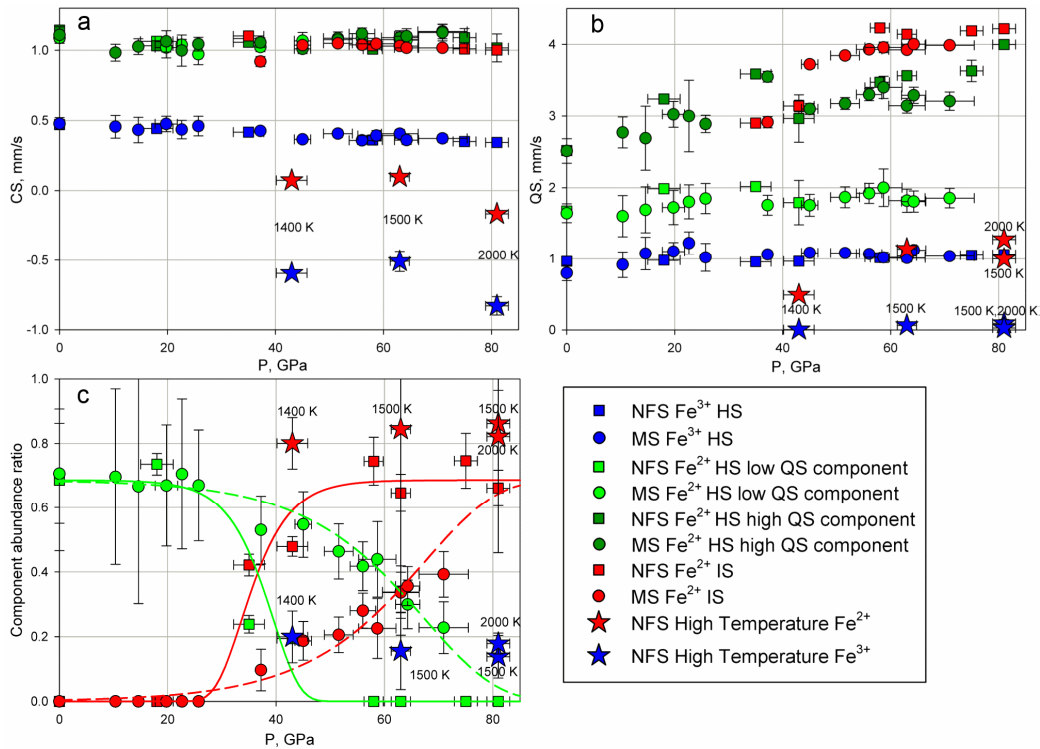 a
CS, mm/s
1.0
0.5
0.0
-0.5
-1.0
1400 K
1500 K
2000 K
0 20 40 60 80
P, GPa
b
QS, mm/s
4
3
2
1
0
1400 K
1500 K
2000 K
1500 K
1500 K 2000 K
0 20 40 60 80
P, GPa
c
Component abundance ratio
1.0
0.8
0.6
0.4
0.2
0.0
1400 K
1500 K
1500 K
2000 K
1400 K
1500 K
2000 K
1500 K
0 20 40 60 80
P, GPa
NFS Fe³⁺ HS
MS Fe³⁺ HS
NFS Fe²⁺ HS low QS component
MS Fe²⁺ HS low QS component
NFS Fe²⁺ HS high QS component
MS Fe²⁺ HS high QS component
NFS Fe²⁺ IS
MS Fe²⁺ IS
NFS High Temperature Fe²⁺
NFS High Temperature Fe³⁺